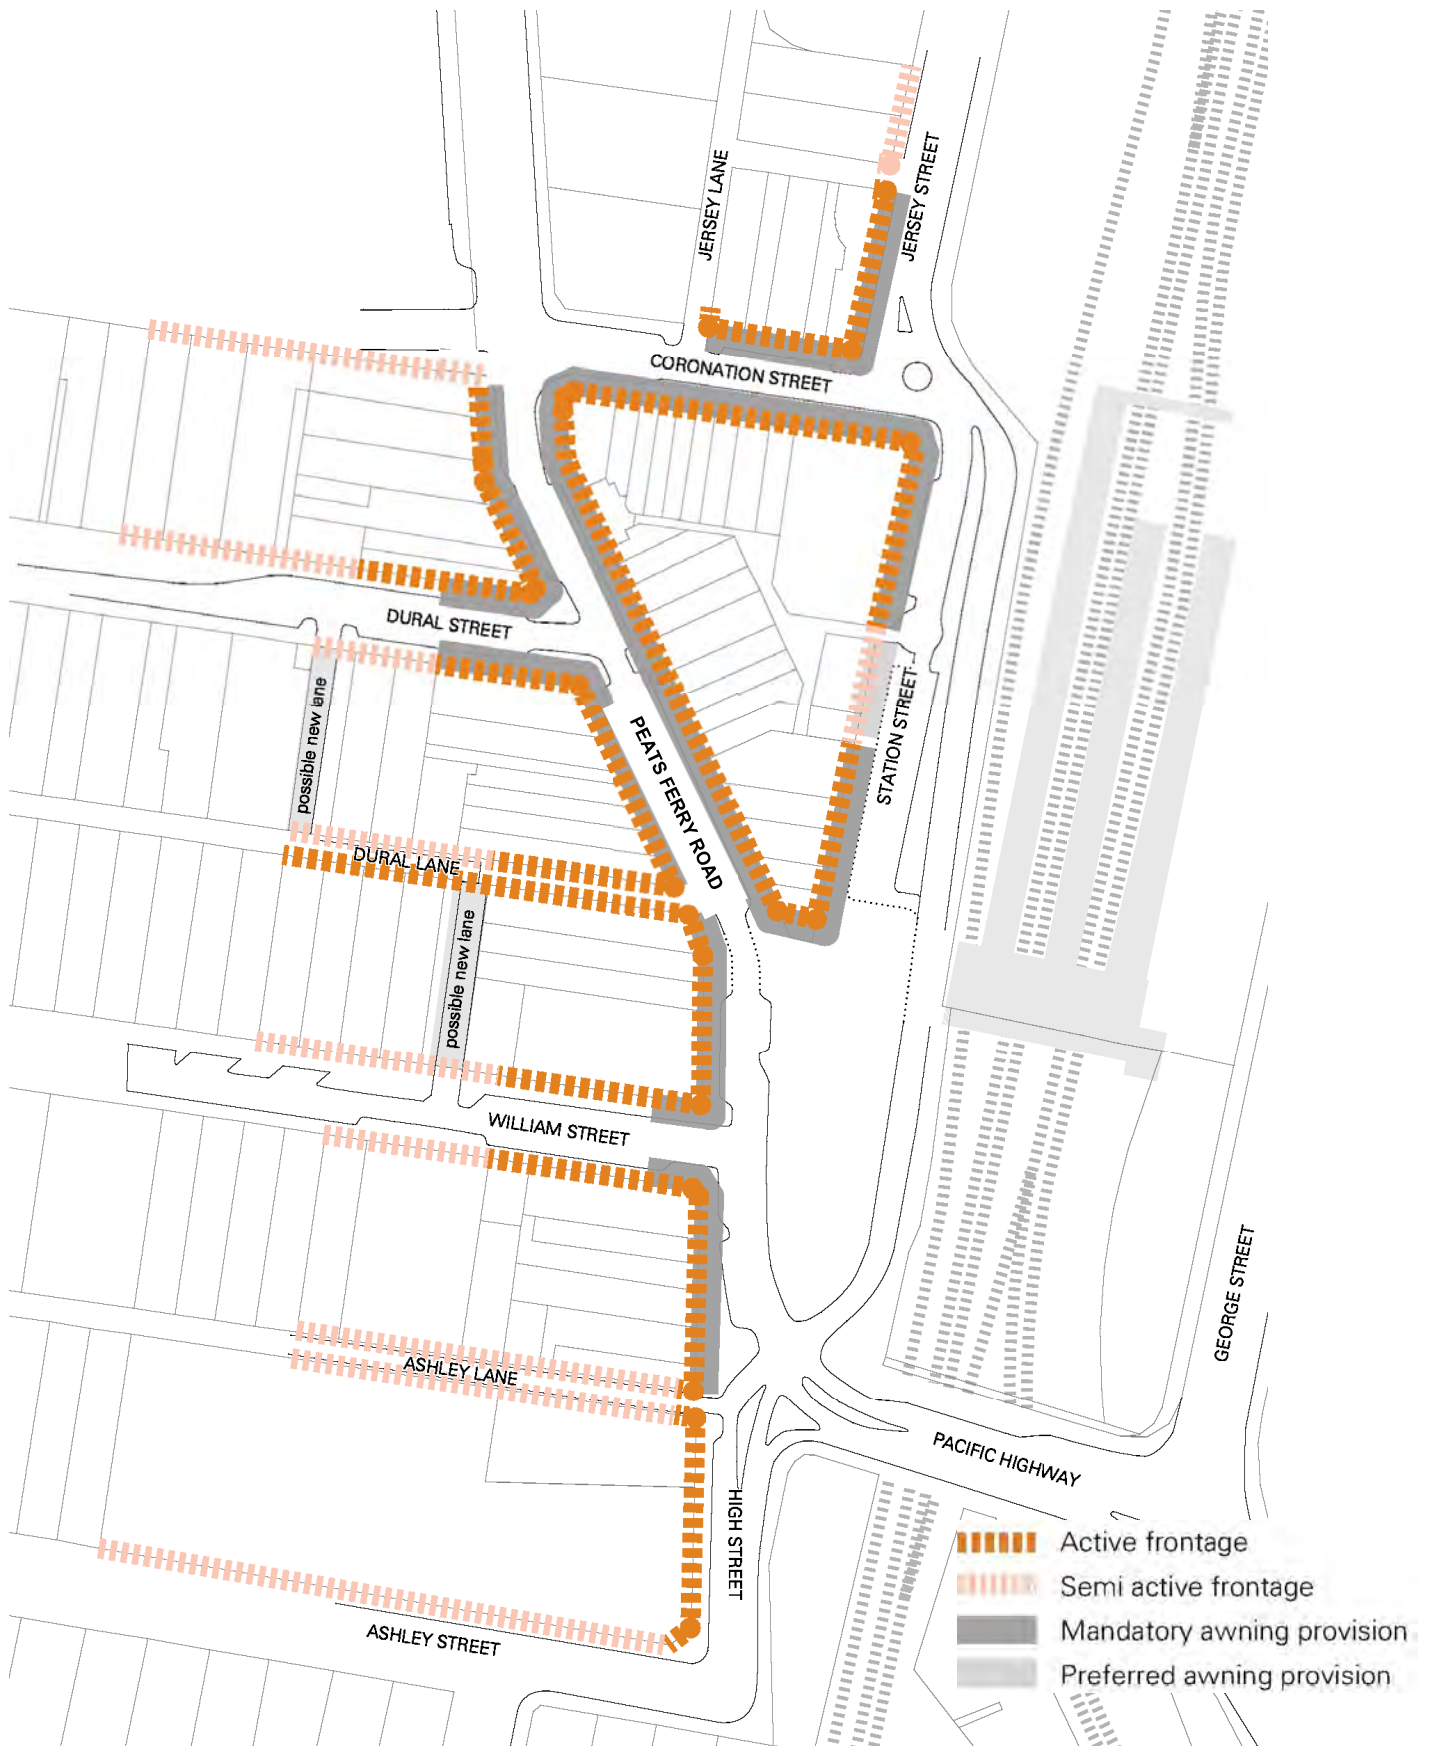 JERSEY LANE
JERSEY STREET
CORONATION STREET
DURAL STREET
possible new lane
PEATS FERRY ROAD
STATION STREET
DURAL LANE
possible new lane
WILLIAM STREET
GEORGE STREET
ASHLEY LANE
PACIFIC HIGHWAY
HIGH STREET
Active frontage
Semi active frontage
Mandatory awning provision
Preferred awning provision
ASHLEY STREET